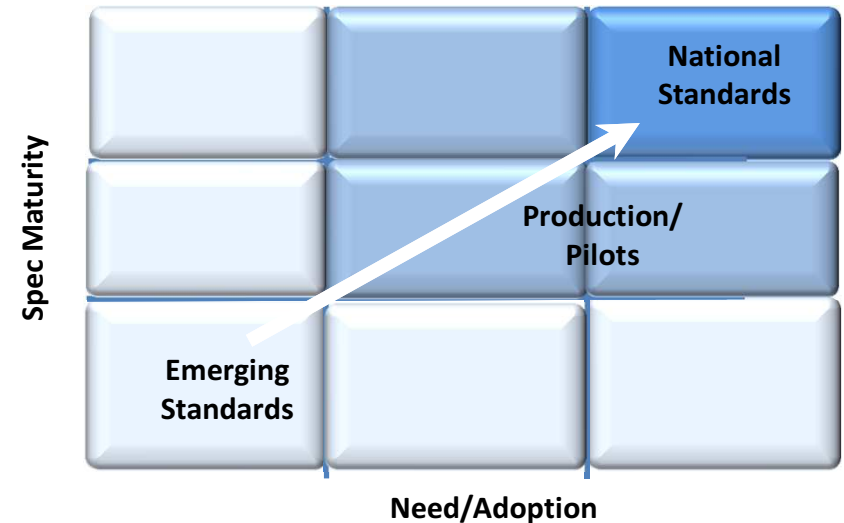 National
Standards
Spec Maturity
Production/
Pilots
Emerging
Standards
Need/Adoption